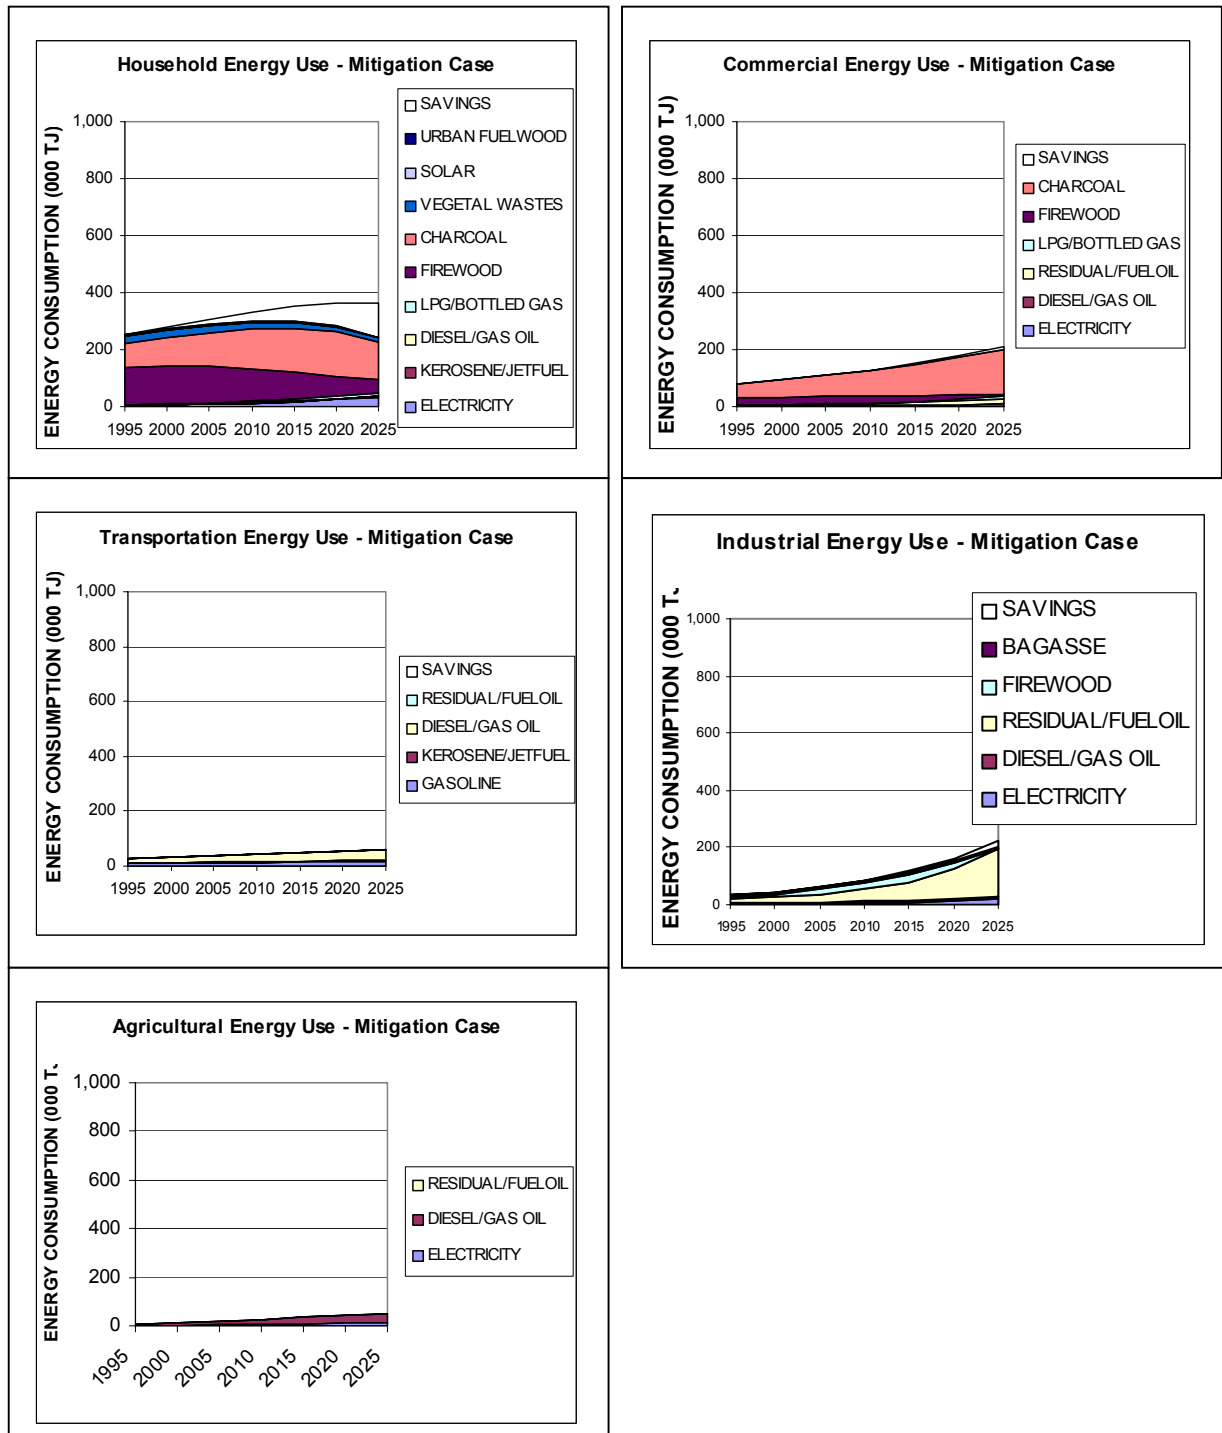 Household Energy Use - Mitigation Case
ENERGY CONSUMPTION (000 TJ)
1,000
800
600
400
200
0
1995 2000 2005 2010 2015 2020 2025
SAVINGS
URBAN FUELWOOD
SOLAR
VEGETAL WASTES
CHARCOAL
FIREWOOD
LPG/BOTTLED GAS
DIESEL/GAS OIL
KEROSENE/JETFUEL
ELECTRICITY
Commercial Energy Use - Mitigation Case
ENERGY CONSUMPTION (000 TJ)
1,000
800
600
400
200
0
1995 2000 2005 2010 2015 2020 2025
SAVINGS
CHARCOAL
FIREWOOD
LPG/BOTTLED GAS
RESIDUAL/FUELOIL
DIESEL/GAS OIL
ELECTRICITY
Transportation Energy Use - Mitigation Case
ENERGY CONSUMPTION (000 TJ)
1,000
800
600
400
200
0
1995 2000 2005 2010 2015 2020 2025
SAVINGS
RESIDUAL/FUELOIL
DIESEL/GAS OIL
KEROSENE/JETFUEL
GASOLINE
Industrial Energy Use - Mitigation Case
ENERGY CONSUMPTION (000 TJ
1,000
800
600
400
200
0
1995 2000 2005 2010 2015 2020 2025
SAVINGS
BAGASSE
FIREWOOD
RESIDUAL/FUELOIL
DIESEL/GAS OIL
ELECTRICITY
Agricultural Energy Use - Mitigation Case
ENERGY CONSUMPTION (000 TJ
1,000
800
600
400
200
0
1995 2000 2005 2010 2015 2020 2025
RESIDUAL/FUELOIL
DIESEL/GAS OIL
ELECTRICITY